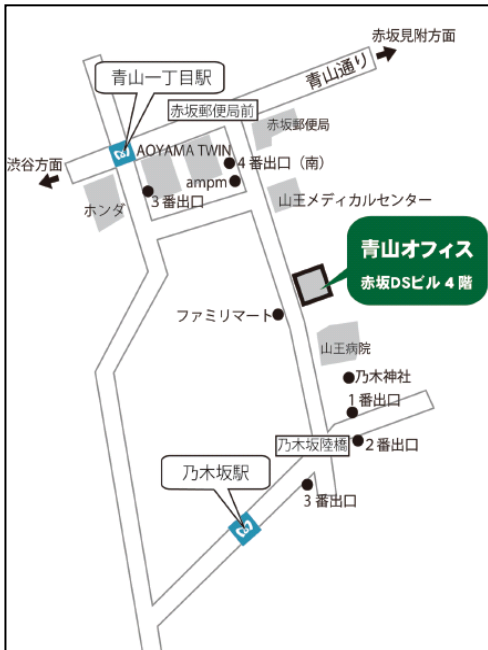 赤坂見附方面
青山通り
青山一丁目駅
赤坂郵便局前
赤坂郵便局
AOYAMA TWIN
渋谷方面
4番出口（南）
ampm
3番出口
ホンダ
山王メディカルセンター
青山オフィス
赤坂DSビル 4 階
ファミリマート
山王病院
乃木神社
1番出口
乃木坂陸橋
2番出口
乃木坂駅
3番出口